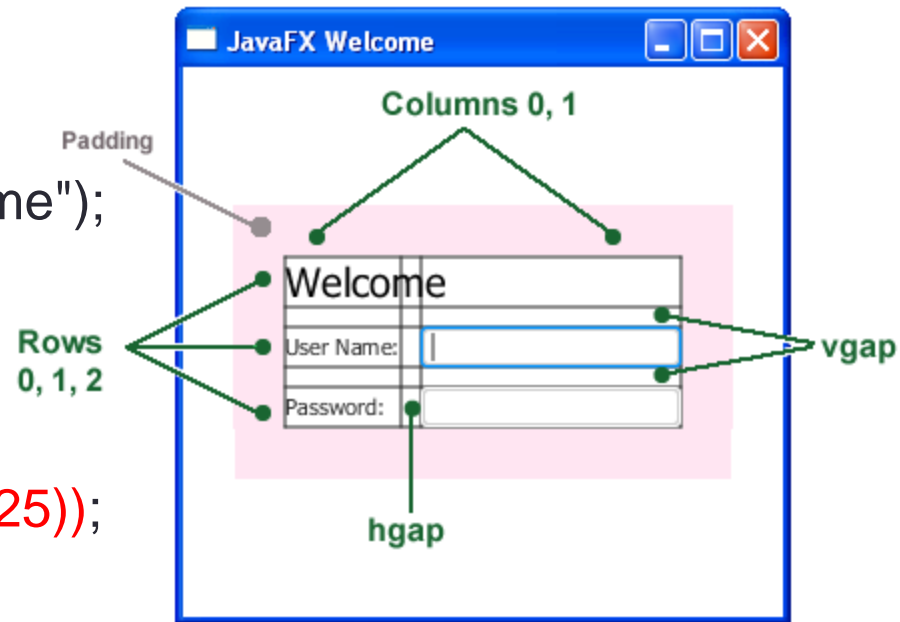 JavaFX Welcome
Columns 0, 1
Padding
me");
Welcome
Rows
0, 1, 2
User Name:
vgap
Password:
25));
hgap